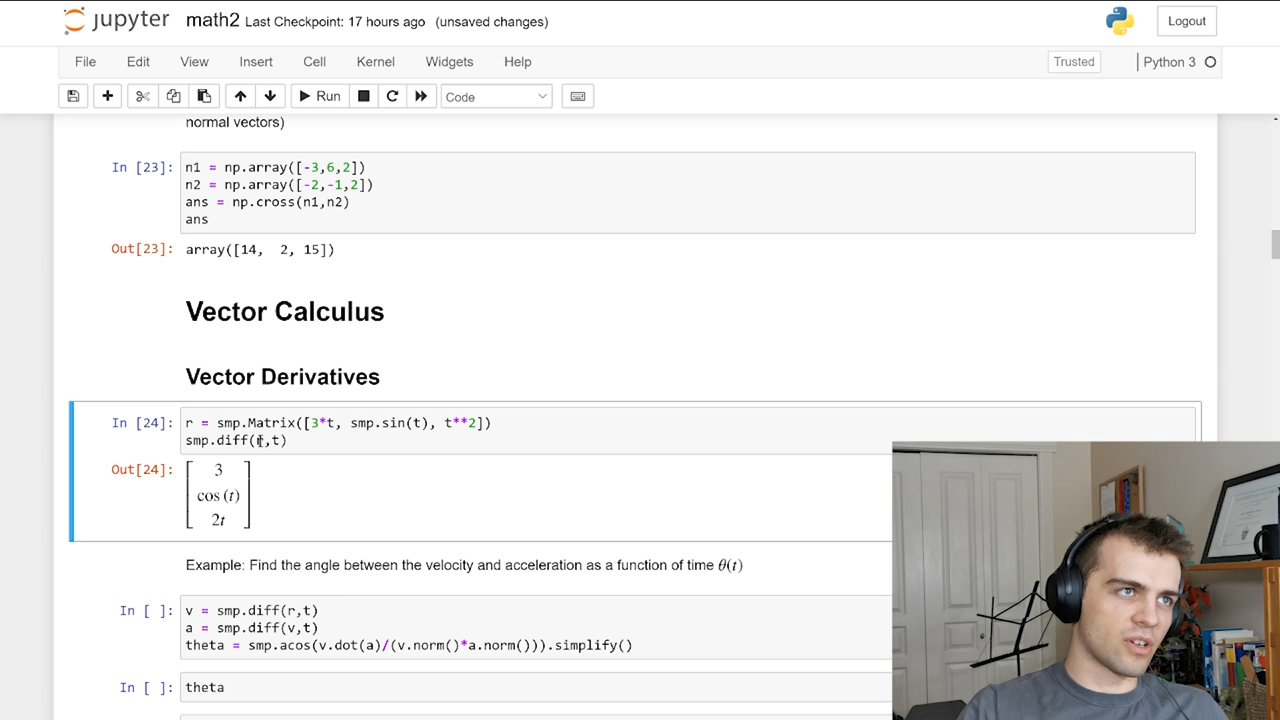 jupyter math2 Last Checkpoint: 17 hours ago (unsaved changes) Logout
File Edit View Insert Cell Kernel Widgets Help Trusted Python 3
Run Code
normal vectors)
In [23]: n1 = np.array([-3,6,2])
n2 = np.array([-2,-1,2])
ans = np.cross(n1,n2)
ans
Out[23]: array([14, 2, 15])
Vector Calculus
Vector Derivatives
In [24]: r = smp.Matrix([3*t, smp.sin(t), t**2])
smp.diff(r,t)
Out[24]: 3
cos (t)
2t
Example: Find the angle between the velocity and acceleration as a function of time θ(t)
In [ ]: v = smp.diff(r,t)
a = smp.diff(v,t)
theta = smp.acos(v.dot(a)/(v.norm()*a.norm())).simplify()
In [ ]: theta